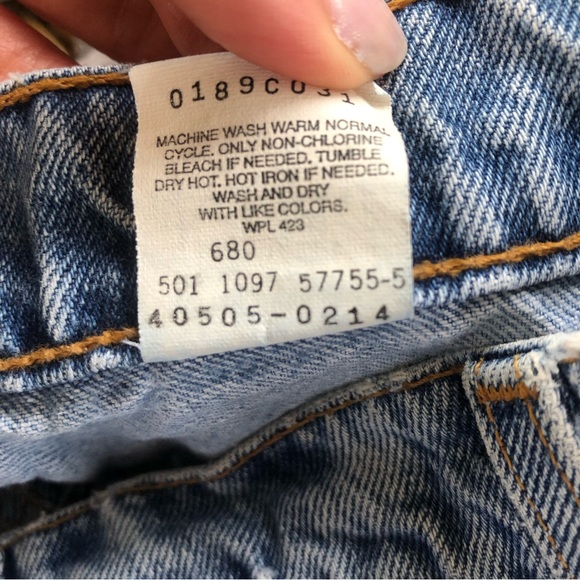 0189C031
MACHINE WASH WARM NORMAL
CYCLE. ONLY NON-CHLORINE
BLEACH IF NEEDED. TUMBLE
DRY HOT. HOT IRON IF NEEDED.
WASH AND DRY
WITH LIKE COLORS.
WPL 423
680
501 1097 57755-5
40505-0214